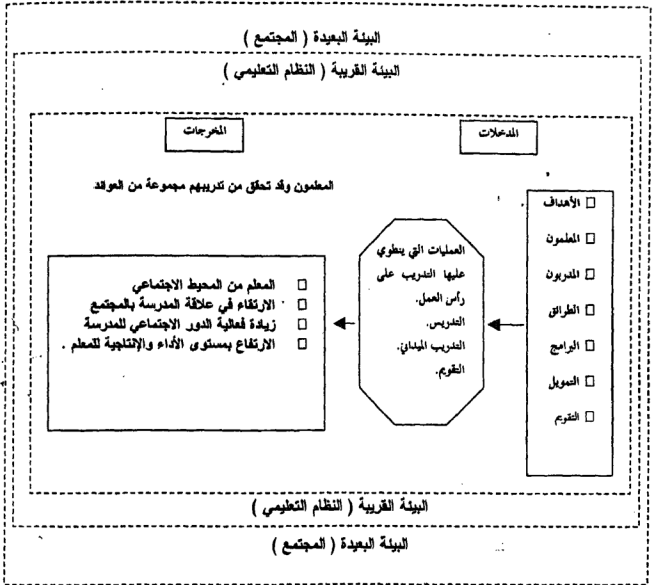 البيئة البعيدة ( المجتمع )
البيئة القريبة ( النظام التعليمي )
المدخلات
المخرجات
المعلمون وقد تحقق من تدريبهم مجموعة من العوائد
□ الأهداف
□ المعلمون
□ المدربون
□ الطرائق
□ البرامج
□ التمويل
□ التقويم
العمليات التي ينطوي
عليها التدريب على
رأس العمل.
التدريس.
التدريب الميداني.
التقويم.
□ المعلم من المحيط الاجتماعي
□ الارتقاء في علاقة المدرسة بالمجتمع
□ زيادة فعالية الدور الاجتماعي للمدرسة
□ الارتفاع بمستوى الأداء والإنتاجية للمعلم .
البيئة القريبة ( النظام التعليمي )
البيئة البعيدة ( المجتمع )